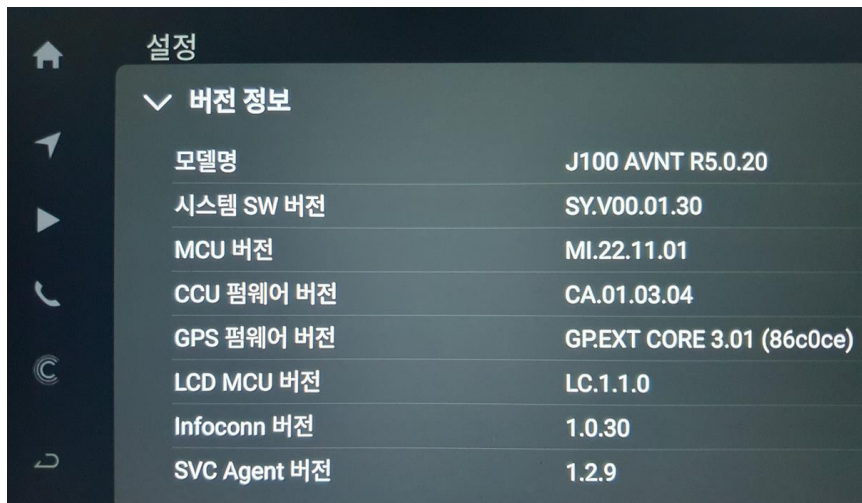 설정
버전 정보
모델명 J100 AVNT R5.0.20
시스템 SW 버전 SY.V00.01.30
MCU 버전 MI.22.11.01
CCU 펌웨어 버전 CA.01.03.04
GPS 펌웨어 버전 GP.EXT CORE 3.01 (86c0ce)
LCD MCU 버전 LC.1.1.0
Infoconn 버전 1.0.30
SVC Agent 버전 1.2.9